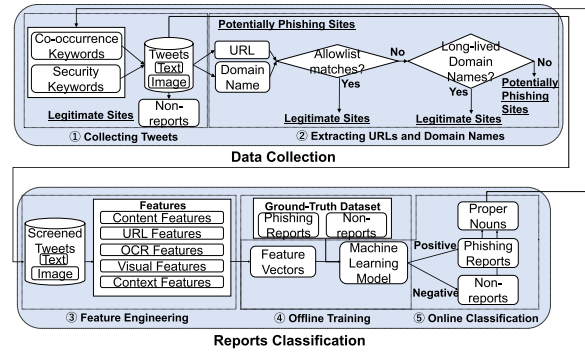 Potentially Phishing Sites
Co-occurrence
Keywords
Security
Keywords
Tweets
Text
Image
Non-
reports
Legitimate Sites
① Collecting Tweets
URL
Domain
Name
Allowlist
matches?
No
Yes
Legitimate Sites
Long-lived
Domain
Names?
No
Yes
Potentially
Phishing
Sites
Legitimate Sites
② Extracting URLs and Domain Names
Data Collection
Screened
Tweets
Text
Image
Features
Content Features
URL Features
OCR Features
Visual Features
Context Features
③ Feature Engineering
Ground-Truth Dataset
Phishing
Reports
Non-
reports
Feature
Vectors
Machine
Learning
Model
④ Offline Training
Proper
Nouns
Positive
Phishing
Reports
Negative
Non-
reports
⑤ Online Classification
Reports Classification